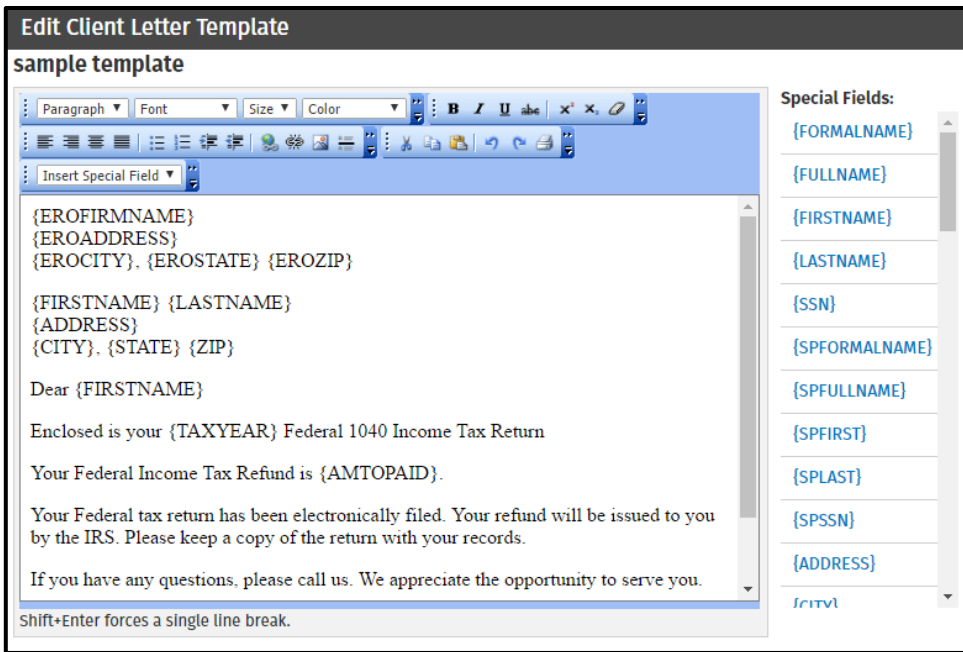 Edit Client Letter Template
sample template
Paragraph Font Size Color B I U abc x² x₂
Insert Special Field
{EROFIRMNAME}
{EROADDRESS}
{EROCITY}, {EROSTATE} {EROZIP}
{FIRSTNAME} {LASTNAME}
{ADDRESS}
{CITY}, {STATE} {ZIP}
Dear {FIRSTNAME}
Enclosed is your {TAXYEAR} Federal 1040 Income Tax Return
Your Federal Income Tax Refund is {AMTOPAID}.
Your Federal tax return has been electronically filed. Your refund will be issued to you
by the IRS. Please keep a copy of the return with your records.
If you have any questions, please call us. We appreciate the opportunity to serve you.
Shift+Enter forces a single line break.
Special Fields:
{FORMALNAME}
{FULLNAME}
{FIRSTNAME}
{LASTNAME}
{SSN}
{SPFORMALNAME}
{SPFULLNAME}
{SPFIRST}
{SPLAST}
{SPSSN}
{ADDRESS}
{CITY}